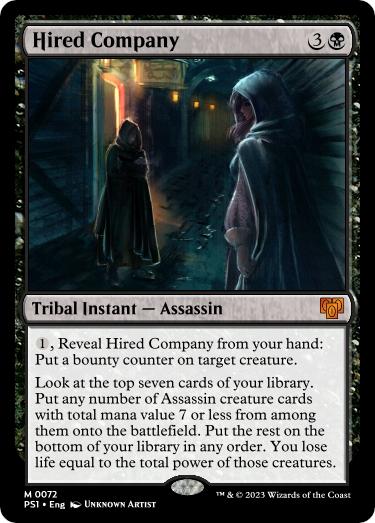 Hired Company 3
Tribal Instant — Assassin
1, Reveal Hired Company from your hand:
Put a bounty counter on target creature.
Look at the top seven cards of your library.
Put any number of Assassin creature cards
with total mana value 7 or less from among
them onto the battlefield. Put the rest on the
bottom of your library in any order. You lose
life equal to the total power of those creatures.
M 0072
PS1 • Eng Unknown Artist
™ & © 2023 Wizards of the Coast